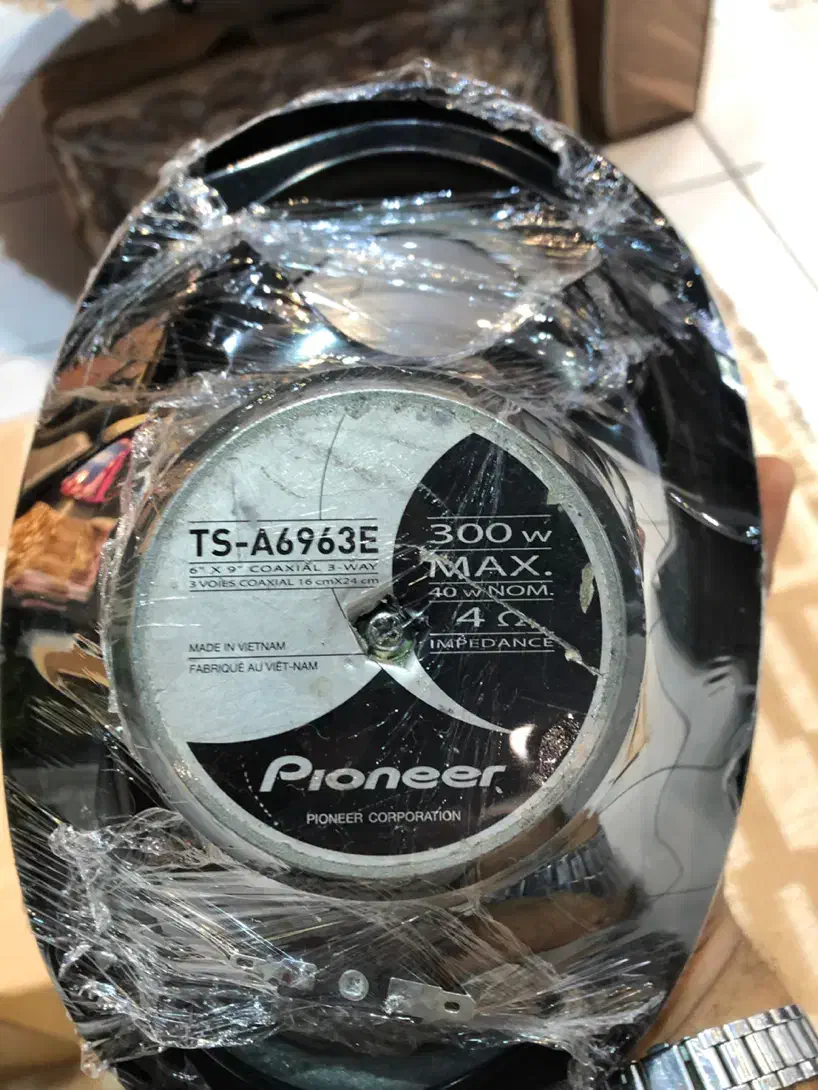 TS-A6963E
6" X 9" COAXIAL 3-WAY
3 VOIES COAXIAL 16 cmX24 cm
300 W
MAX.
40 W NOM.
4 Ω
IMPEDANCE
MADE IN VIETNAM
FABRIQUÉ AU VIÊT-NAM
Pioneer
PIONEER CORPORATION